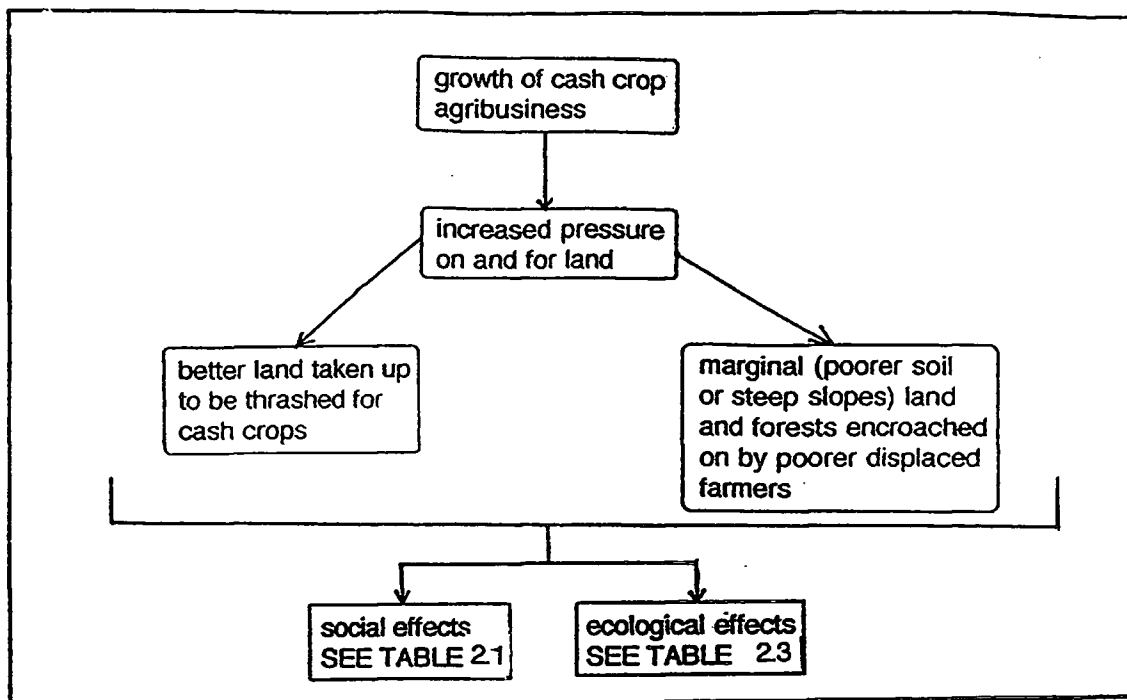 growth of cash crop
agribusiness
increased pressure
on and for land
better land taken up
to be thrashed for
cash crops
marginal (poorer soil
or steep slopes) land
and forests encroached
on by poorer displaced
farmers
social effects
SEE TABLE 2.1
ecological effects
SEE TABLE 2.3